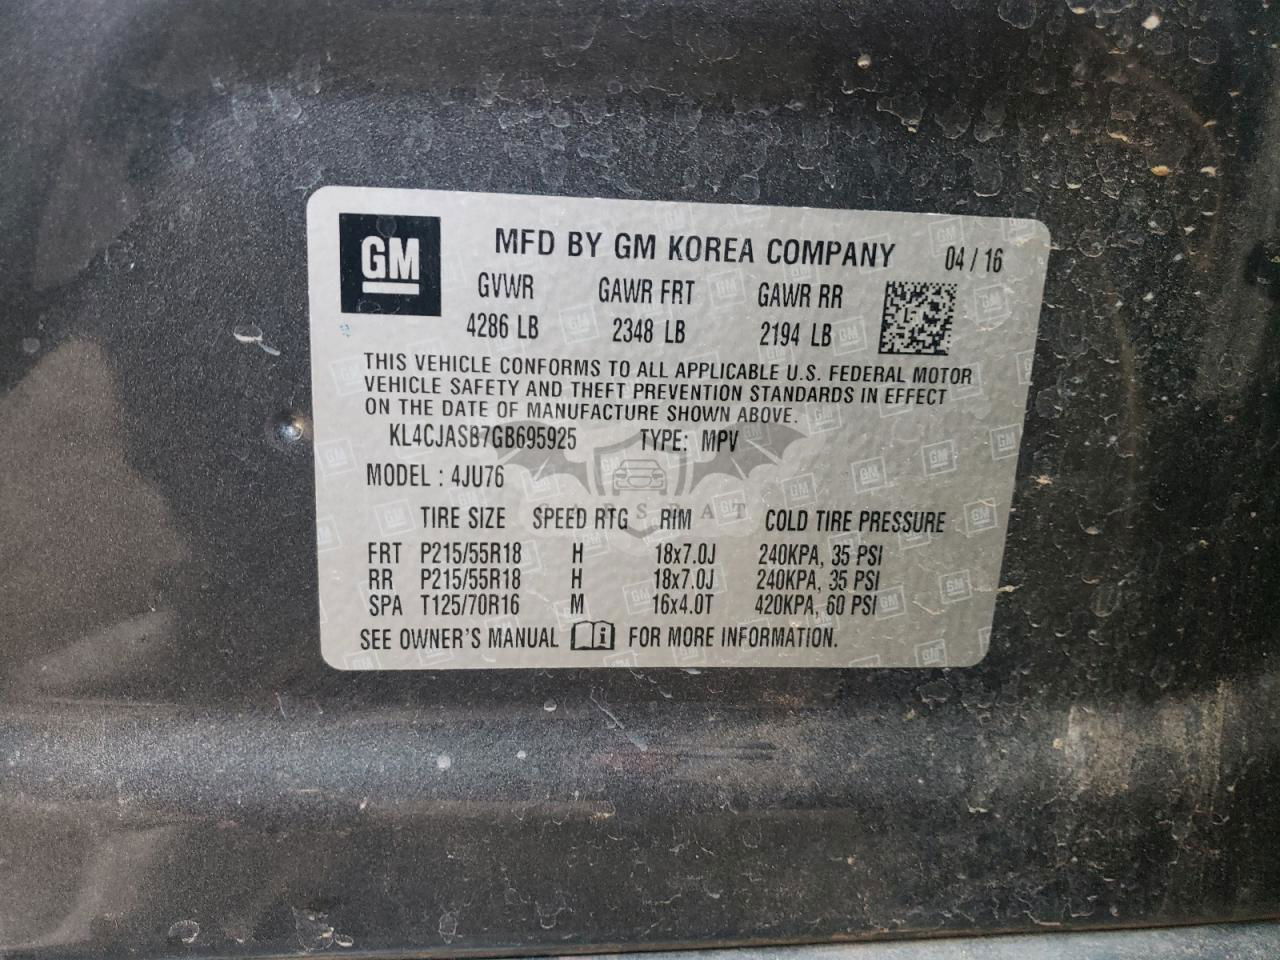 GM MFD BY GM KOREA COMPANY 04 / 16
GVWR GAWR FRT GAWR RR
4286 LB 2348 LB 2194 LB
THIS VEHICLE CONFORMS TO ALL APPLICABLE U.S. FEDERAL MOTOR
VEHICLE SAFETY AND THEFT PREVENTION STANDARDS IN EFFECT
ON THE DATE OF MANUFACTURE SHOWN ABOVE.
KL4CJASB7GB695925 TYPE: MPV
MODEL : 4JU76
TIRE SIZE SPEED RTG RIM COLD TIRE PRESSURE
FRT P215/55R18 H 18x7.0J 240KPA, 35 PSI
RR P215/55R18 H 18x7.0J 240KPA, 35 PSI
SPA T125/70R16 M 16x4.0T 420KPA, 60 PSI
SEE OWNER'S MANUAL i FOR MORE INFORMATION.